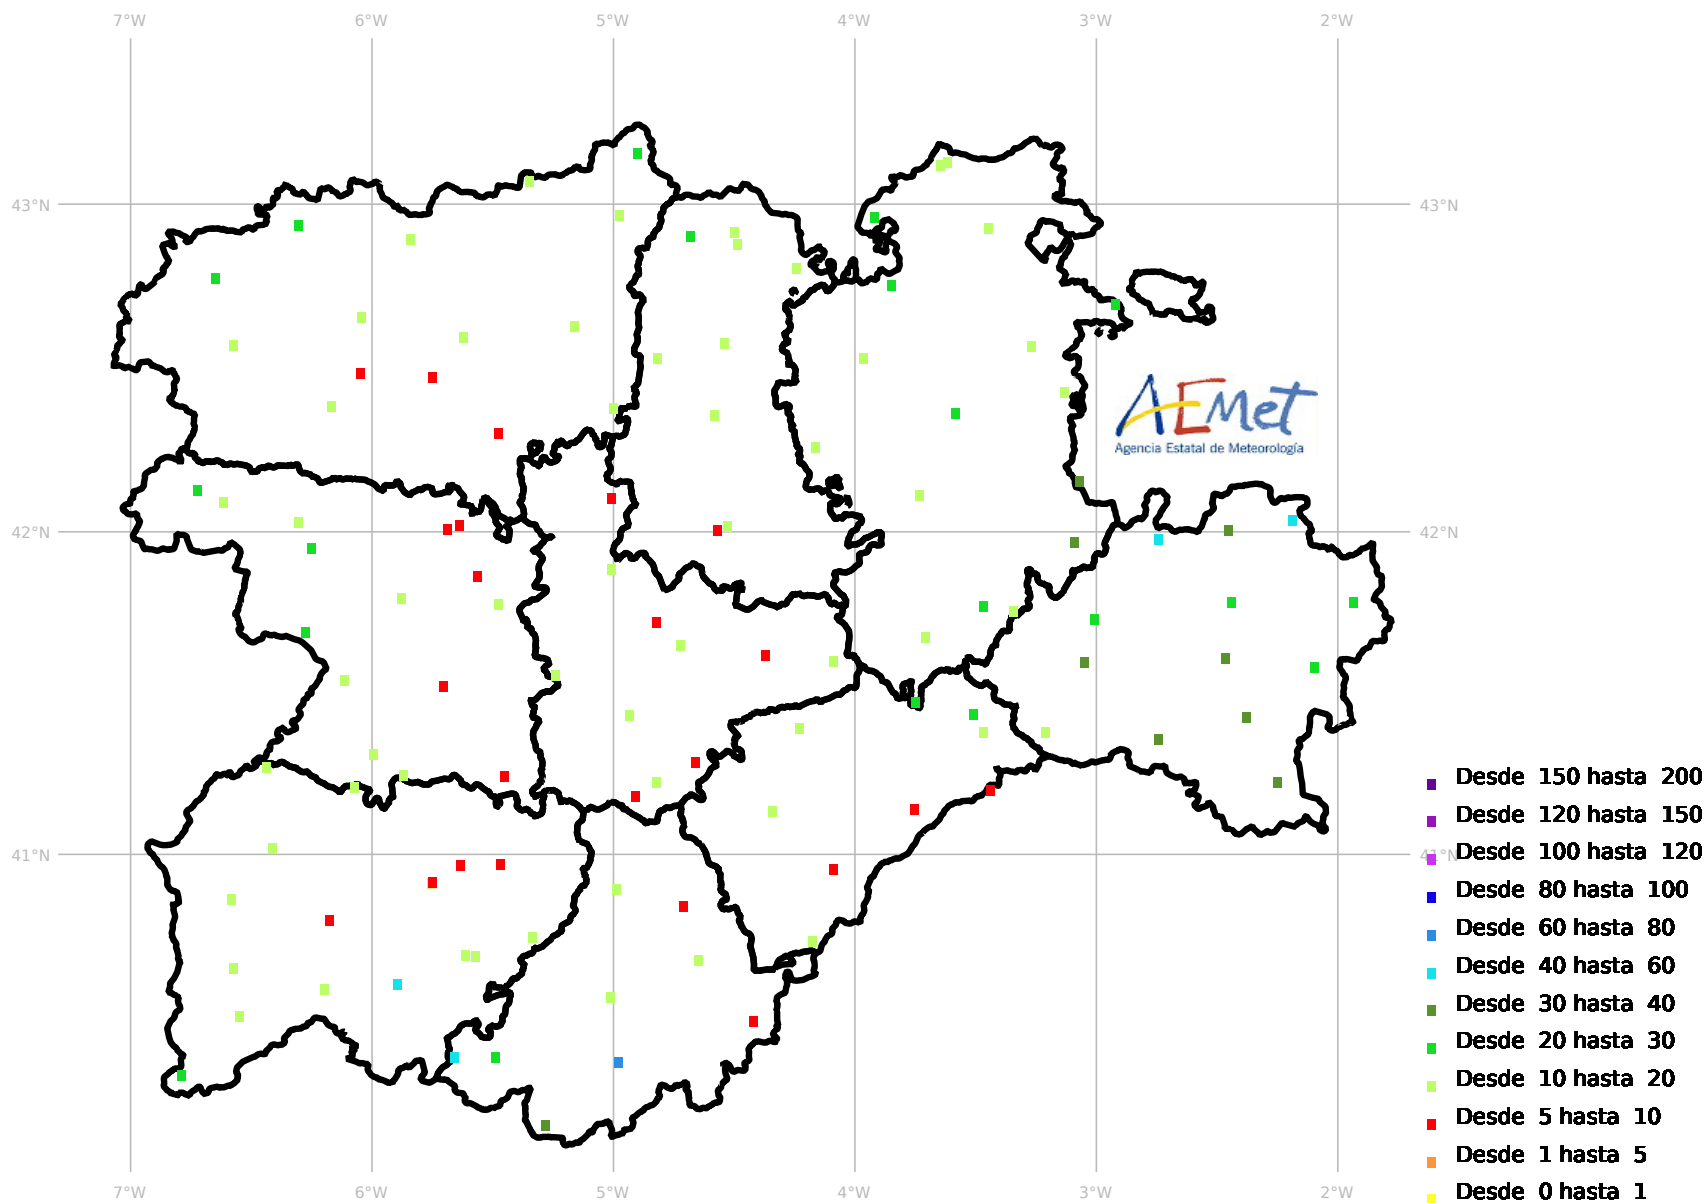 7°W 6°W 5°W 4°W 3°W 2°W
43°N 43°N
AEMet
Agencia Estatal de Meteorología
42°N 42°N
Desde 150 hasta 200
Desde 120 hasta 150
41°N 41°N
Desde 100 hasta 120
Desde 80 hasta 100
Desde 60 hasta 80
Desde 40 hasta 60
Desde 30 hasta 40
Desde 20 hasta 30
Desde 10 hasta 20
Desde 5 hasta 10
Desde 1 hasta 5
Desde 0 hasta 1
7°W 6°W 5°W 4°W 3°W 2°W